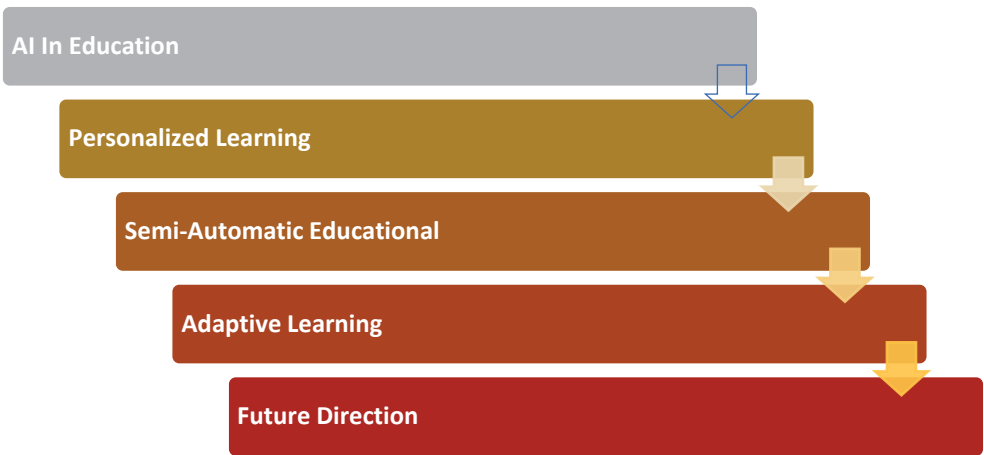 AI In Education
Personalized Learning
Semi-Automatic Educational
Adaptive Learning
Future Direction